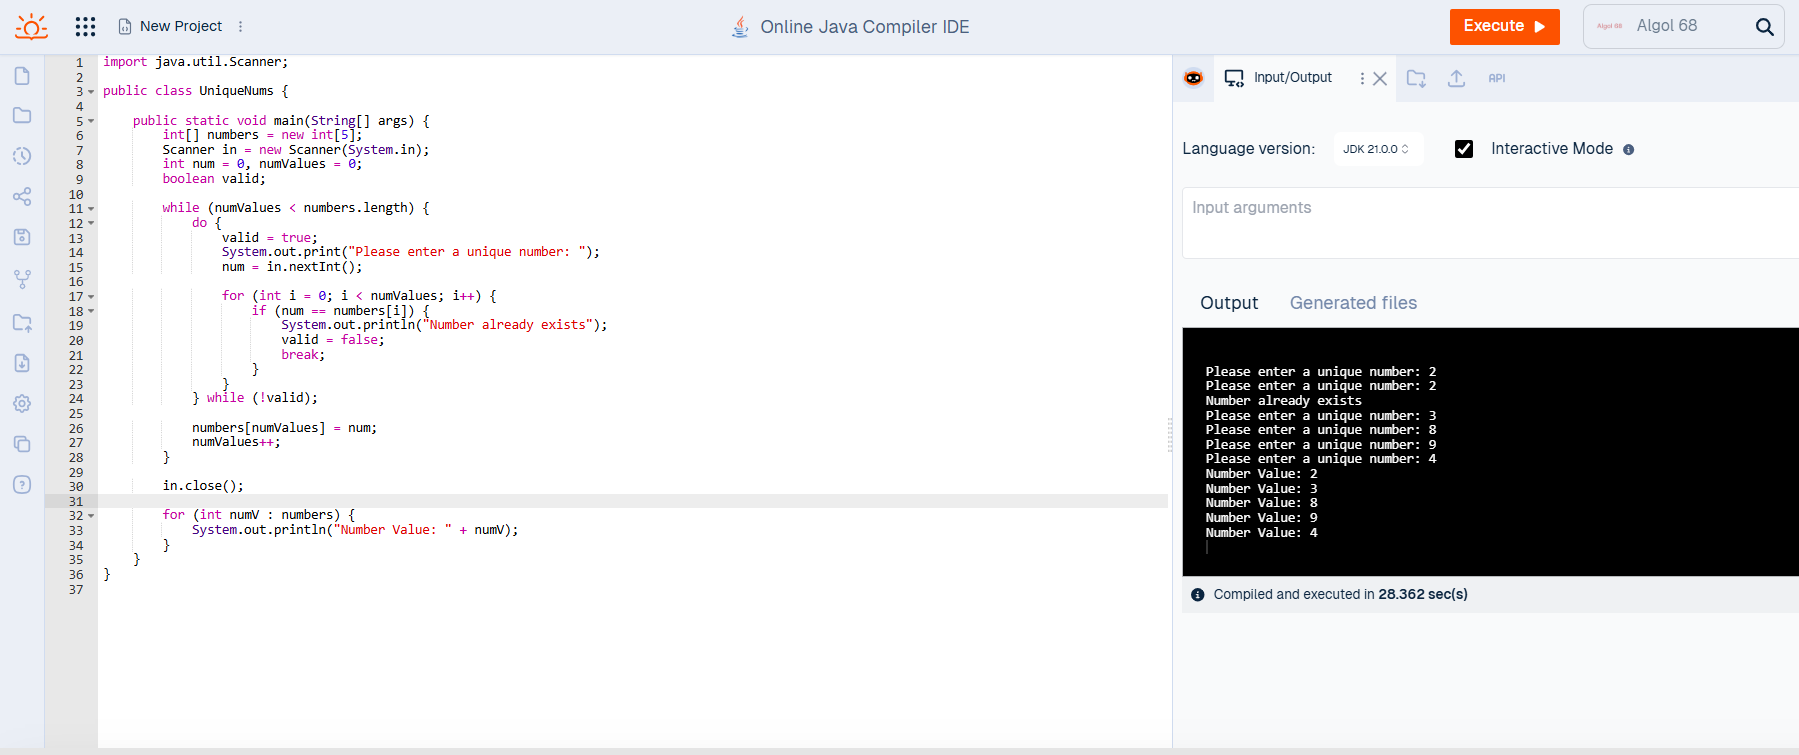 New Project
Online Java Compiler IDE
Execute
Algol 68
Algol 68
1 import java.util.Scanner;
2
3 public class UniqueNums {
4
5 public static void main(String[] args) {
6 int[] numbers = new int[5];
7 Scanner in = new Scanner(System.in);
8 int num = 0, numValues = 0;
9 boolean valid;
10
11 while (numValues < numbers.length) {
12 do {
13 valid = true;
14 System.out.print("Please enter a unique number: ");
15 num = in.nextInt();
16
17 for (int i = 0; i < numValues; i++) {
18 if (num == numbers[i]) {
19 System.out.println("Number already exists");
20 valid = false;
21 break;
22 }
23 }
24 } while (!valid);
25
26 numbers[numValues] = num;
27 numValues++;
28 }
29
30 in.close();
31
32 for (int numV : numbers) {
33 System.out.println("Number Value: " + numV);
34 }
35 }
36 }
37
Input/Output
API
Language version:
JDK 21.0.0
Interactive Mode
Input arguments
Output
Generated files
Please enter a unique number: 2
Please enter a unique number: 2
Number already exists
Please enter a unique number: 3
Please enter a unique number: 8
Please enter a unique number: 9
Please enter a unique number: 4
Number Value: 2
Number Value: 3
Number Value: 8
Number Value: 9
Number Value: 4
Compiled and executed in 28.362 sec(s)